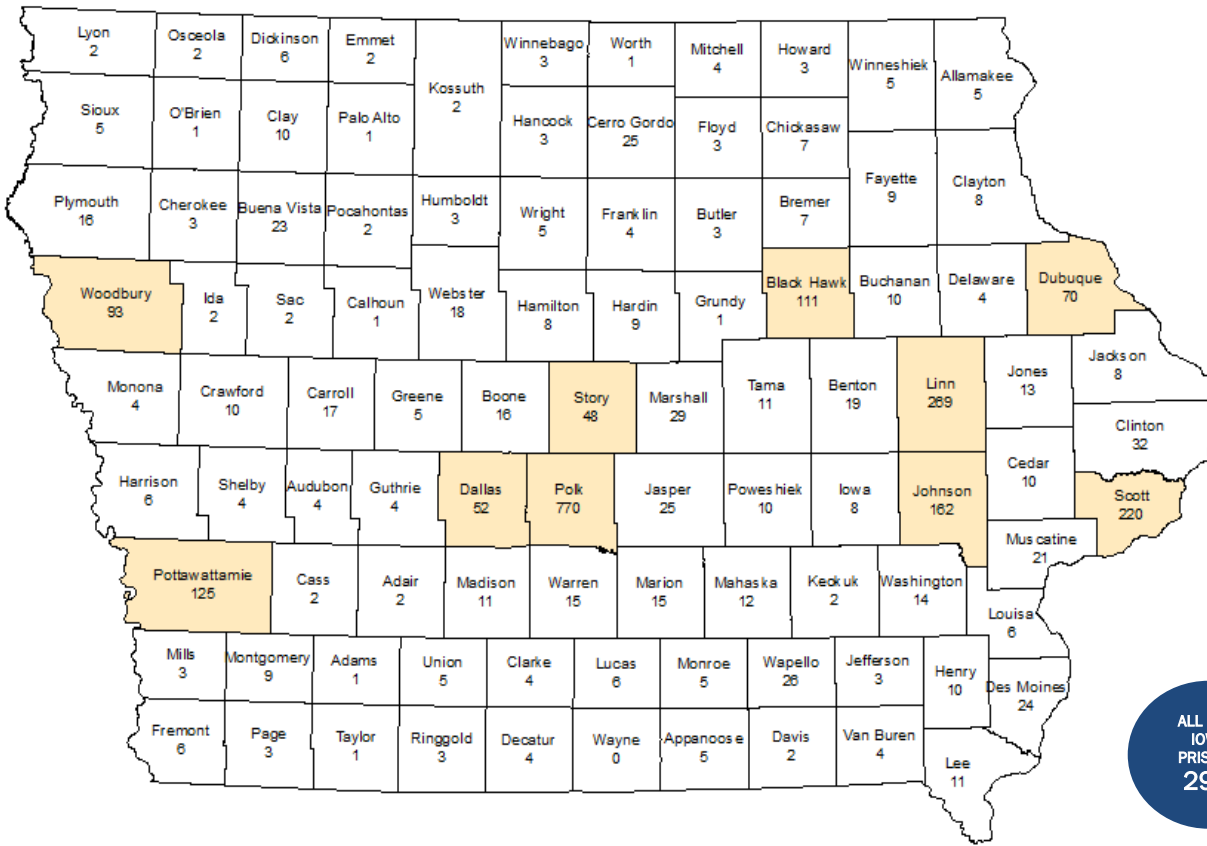 Lyon
2
Osceola
2
Dickinson
6
Emmet
2
Kossuth
2
Winnebago
3
Worth
1
Mitchell
4
Howard
3
Winneshiek
5
Allamakee
5
Sioux
5
O'Brien
1
Clay
10
Palo Alto
1
Hancock
3
Cerro Gordo
25
Floyd
3
Chickasaw
7
Fayette
9
Clayton
8
Plymouth
16
Cherokee
3
Buena Vista
23
Pocahontas
2
Humboldt
3
Wright
5
Franklin
4
Butler
3
Bremer
7
Woodbury
93
Ida
2
Sac
2
Calhoun
1
Webster
18
Hamilton
8
Hardin
9
Grundy
1
Black Hawk
111
Buchanan
10
Delaware
4
Dubuque
70
Monona
4
Crawford
10
Carroll
17
Greene
5
Boone
16
Story
48
Marshall
29
Tama
11
Benton
19
Linn
269
Jones
13
Jackson
8
Clinton
32
Harrison
6
Shelby
4
Audubon
4
Guthrie
4
Dallas
52
Polk
770
Jasper
25
Poweshiek
10
Iowa
8
Johnson
162
Cedar
10
Scott
220
Muscatine
21
Pottawattamie
125
Cass
2
Adair
2
Madison
11
Warren
15
Marion
15
Mahaska
12
Keokuk
2
Washington
14
Louisa
6
Mills
3
Montgomery
9
Adams
1
Union
5
Clarke
4
Lucas
6
Monroe
5
Wapello
26
Jefferson
3
Henry
10
Des Moines
24
Fremont
6
Page
3
Taylor
1
Ringgold
3
Decatur
4
Wayne
0
Appanoose
5
Davis
2
Van Buren
4
Lee
11
ALL